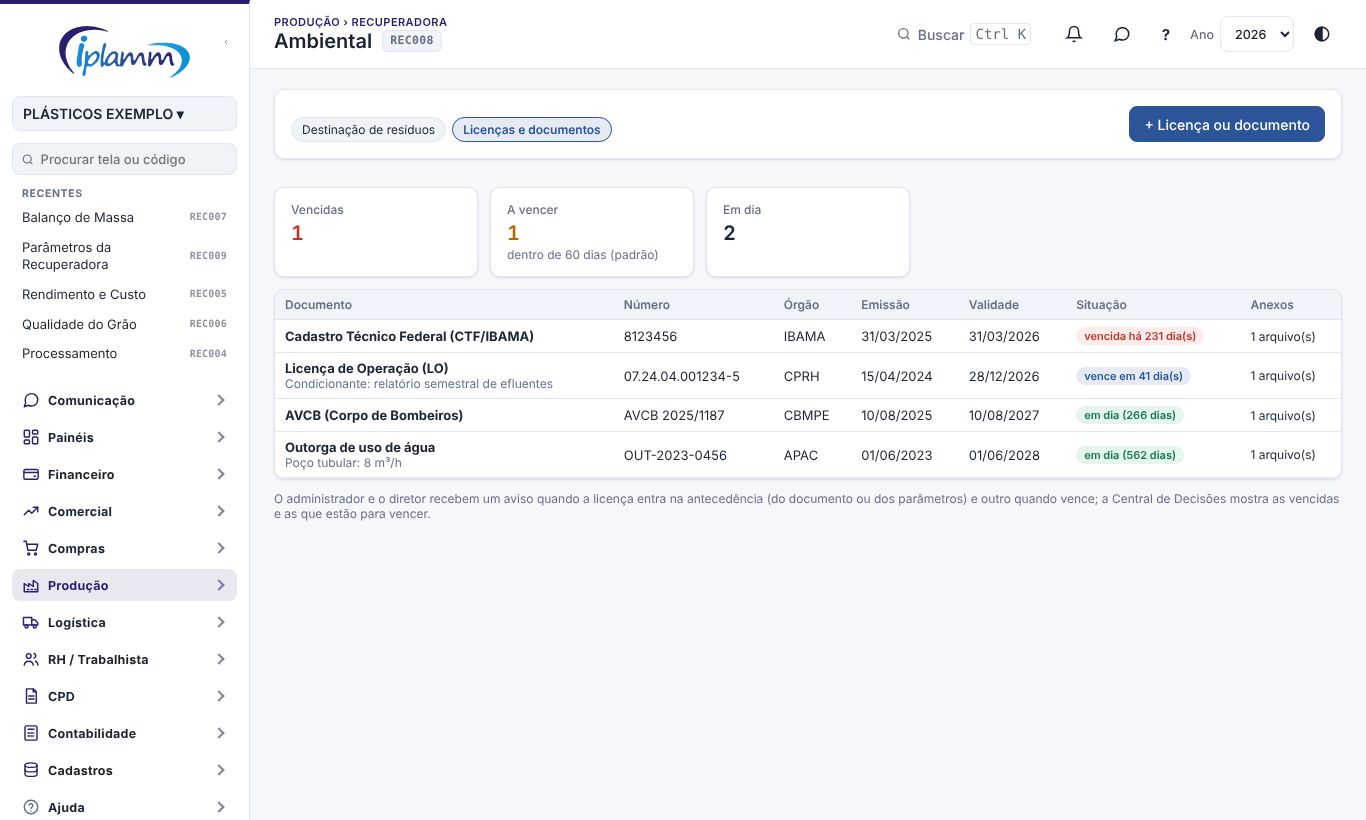 iplamm
‹
PLÁSTICOS EXEMPLO ▾
Procurar tela ou código
RECENTES
Balanço de Massa REC007
Parâmetros da
Recuperadora REC009
Rendimento e Custo REC005
Qualidade do Grão REC006
Processamento REC004
Comunicação
Painéis
Financeiro
Comercial
Compras
Produção
Logística
RH / Trabalhista
CPD
Contabilidade
Cadastros
Ajuda
PRODUÇÃO › RECUPERADORA
Ambiental REC008
Buscar Ctrl K ? Ano 2026
Destinação de resíduos Licenças e documentos + Licença ou documento
Vencidas
1
A vencer
1
dentro de 60 dias (padrão)
Em dia
2
Documento Número Órgão Emissão Validade Situação Anexos
Cadastro Técnico Federal (CTF/IBAMA) 8123456 IBAMA 31/03/2025 31/03/2026 vencida há 231 dia(s) 1 arquivo(s)
Licença de Operação (LO)
Condicionante: relatório semestral de efluentes 07.24.04.001234-5 CPRH 15/04/2024 28/12/2026 vence em 41 dia(s) 1 arquivo(s)
AVCB (Corpo de Bombeiros) AVCB 2025/1187 CBMPE 10/08/2025 10/08/2027 em dia (266 dias) 1 arquivo(s)
Outorga de uso de água
Poço tubular: 8 m³/h OUT-2023-0456 APAC 01/06/2023 01/06/2028 em dia (562 dias) 1 arquivo(s)
O administrador e o diretor recebem um aviso quando a licença entra na antecedência (do documento ou dos parâmetros) e outro quando vence; a Central de Decisões mostra as vencidas
e as que estão para vencer.